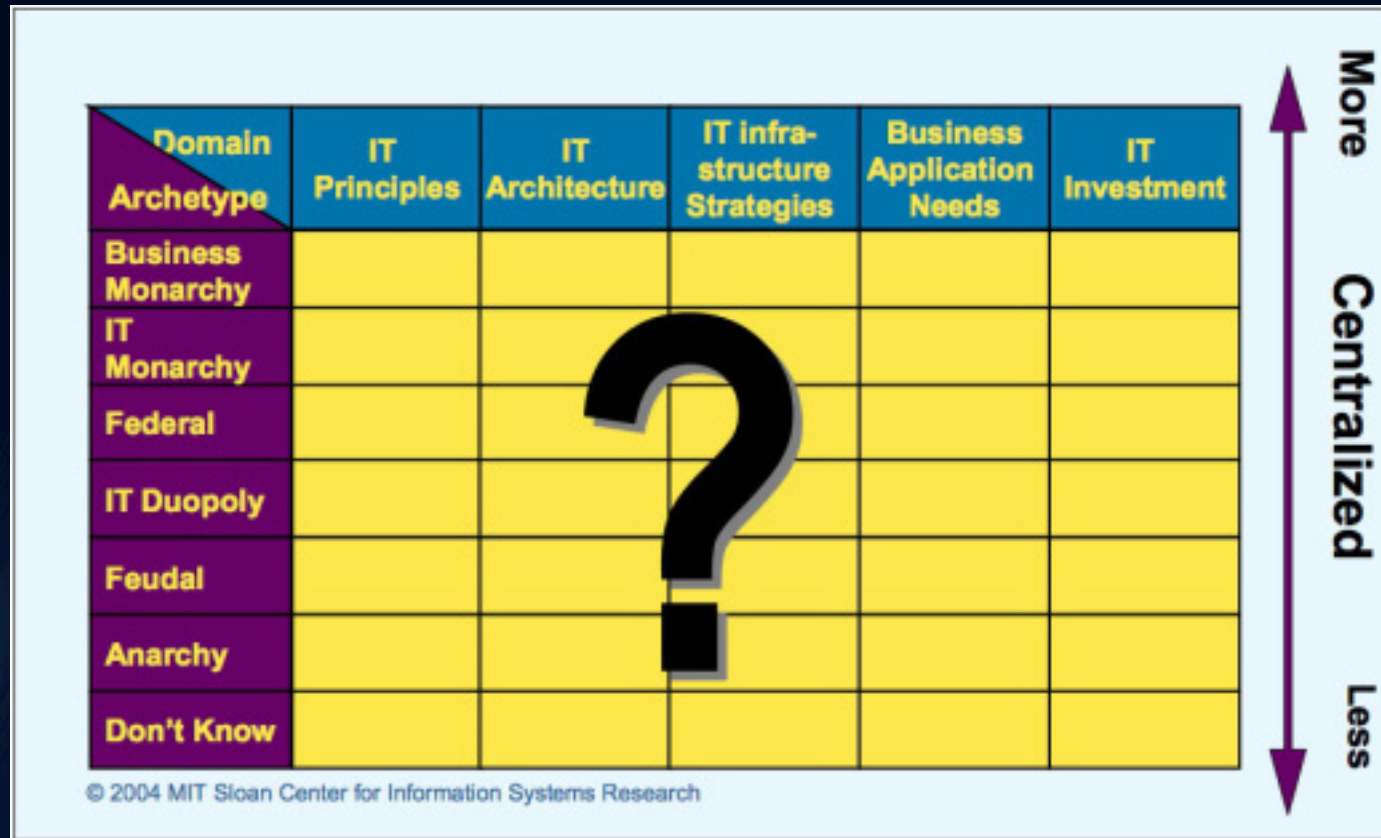 Domain
Archetype
IT
Principles
IT
Architecture
IT infra-
structure
Strategies
Business
Application
Needs
IT
Investment
Business
Monarchy
IT
Monarchy
Federal
IT Duopoly
Feudal
Anarchy
Don't Know
?
More
Centralized
Less
© 2004 MIT Sloan Center for Information Systems Research